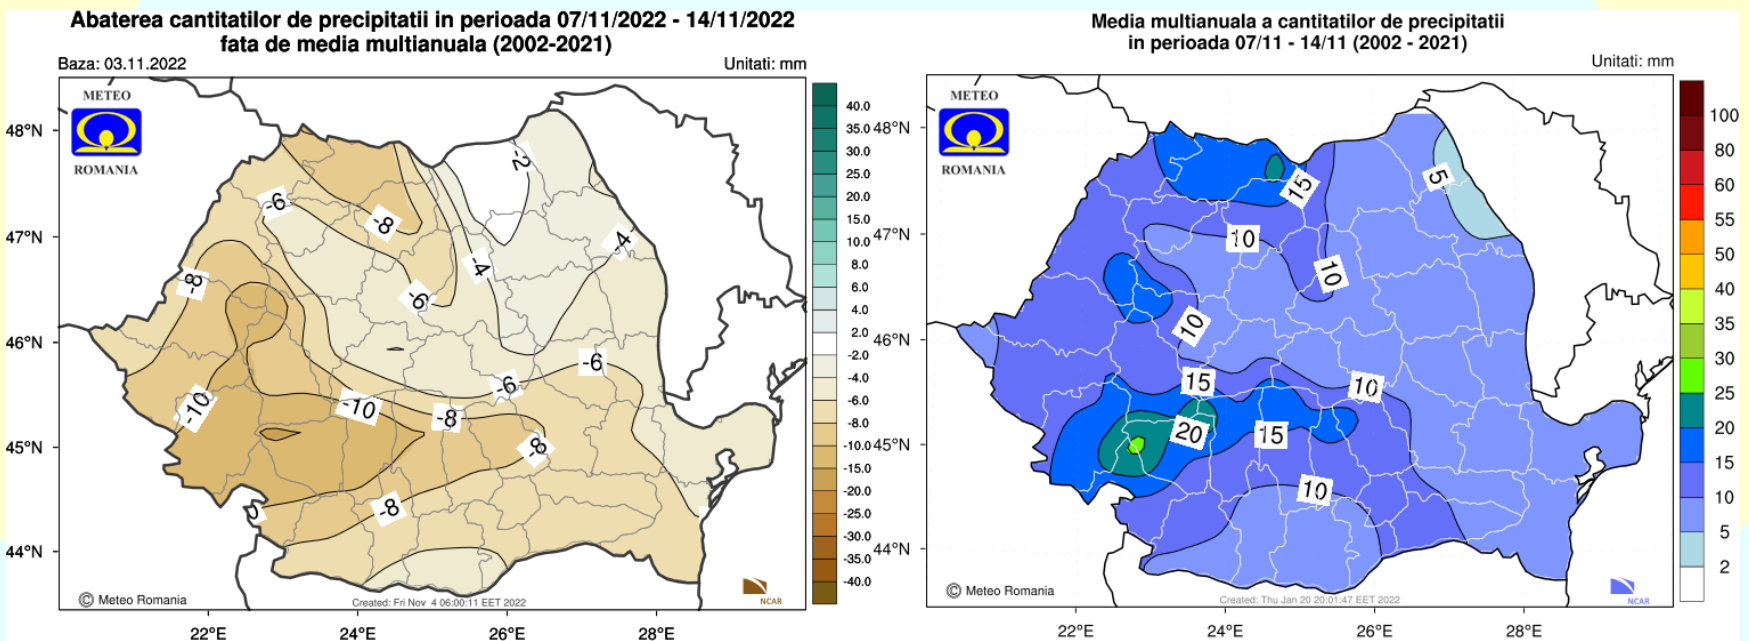 Abaterea cantitatilor de precipitatii in perioada 07/11/2022 - 14/11/2022
fata de media multianuala (2002-2021)
Baza: 03.11.2022
Unitati: mm
METEO
ROMANIA
48°N
47°N
46°N
45°N
44°N
22°E
24°E
26°E
28°E
-2
-6
-8
-4
-4
-8
-6
-6
-6
-10
-10
-8
-8
-8
40.0
35.0
30.0
25.0
20.0
15.0
10.0
8.0
6.0
4.0
2.0
-2.0
-4.0
-6.0
-8.0
-10.0
-15.0
-20.0
-25.0
-30.0
-35.0
-40.0
© Meteo Romania
Created: Fri Nov 4 06:00:11 EET 2022
NCAR
Media multianuala a cantitatilor de precipitatii
in perioada 07/11 - 14/11 (2002 - 2021)
Unitati: mm
METEO
ROMANIA
48°N
47°N
46°N
45°N
44°N
22°E
24°E
26°E
28°E
5
15
10
10
10
15
10
20
15
10
100
80
60
55
50
40
35
30
25
20
15
10
5
2
© Meteo Romania
Created: Thu Jan 20 20:01:47 EET 2022
NCAR